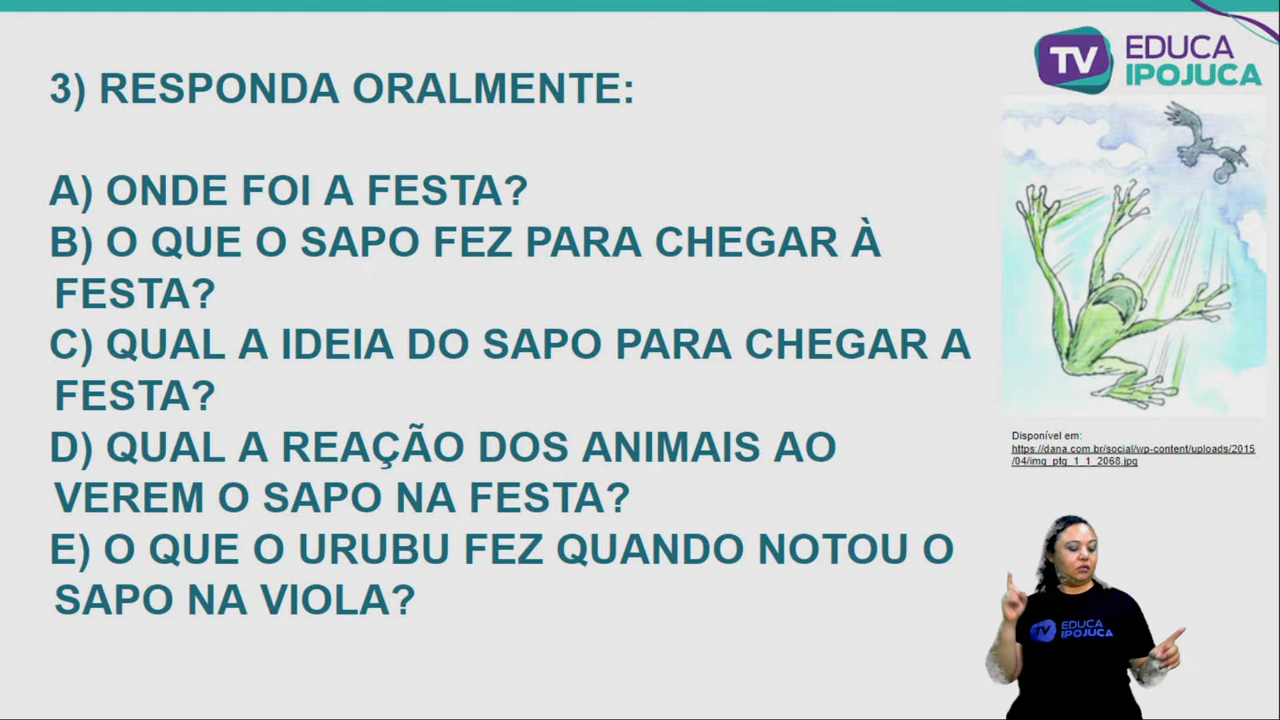 TV EDUCA
IPOJUCA
3) RESPONDA ORALMENTE:
A) ONDE FOI A FESTA?
B) O QUE O SAPO FEZ PARA CHEGAR À
FESTA?
C) QUAL A IDEIA DO SAPO PARA CHEGAR A
FESTA?
D) QUAL A REAÇÃO DOS ANIMAIS AO
VEREM O SAPO NA FESTA?
E) O QUE O URUBU FEZ QUANDO NOTOU O
SAPO NA VIOLA?
Disponível em:
https://dana.com.br/social/wp-content/uploads/2015
/04/img_ptg_1_1_2068.jpg
TV EDUCA
IPOJUCA